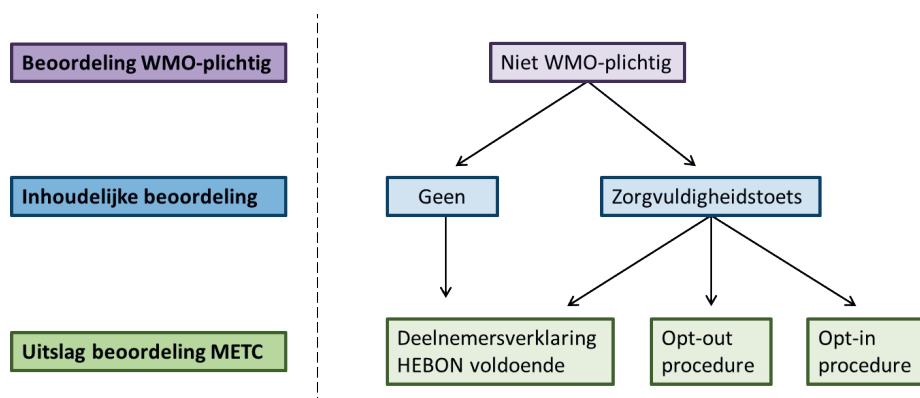 Beoordeling WMO-plichtig
Niet WMO-plichtig
Inhoudelijke beoordeling
Geen
Zorgvuldigheidstoets
Uitslag beoordeling METC
Deelnemersverklaring
HEBON voldoende
Opt-out
procedure
Opt-in
procedure